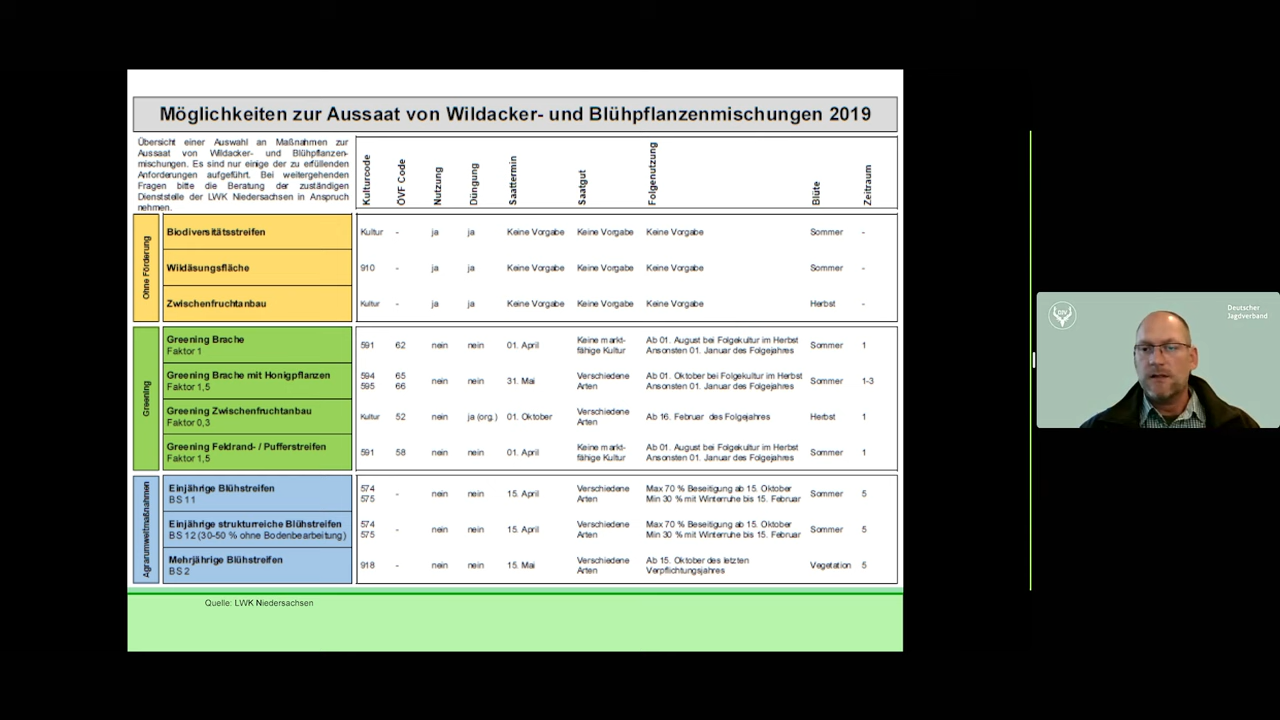 Möglichkeiten zur Aussaat von Wildacker- und Blühpflanzenmischungen 2019
Übersicht einer Auswahl an Maßnahmen zur
Aussaat von Wildacker- und Blühpflanzen-
mischungen. Es sind nur einige der zu erfüllenden
Anforderungen aufgeführt. Bei weitergehenden
Fragen bitte die Beratung der zuständigen
Dienststelle der LWK Niedersachsen in Anspruch
nehmen.
Kulturcode ÖVF Code Nutzung Düngung Saattermin Saatgut Folgenutzung Blüte Zeitraum
Ohne Förderung
Biodiversitätsstreifen Kultur - ja ja Keine Vorgabe Keine Vorgabe Keine Vorgabe Sommer -
Wildäsungsfläche 910 - ja ja Keine Vorgabe Keine Vorgabe Keine Vorgabe Sommer -
Zwischenfruchtanbau Kultur - ja ja Keine Vorgabe Keine Vorgabe Keine Vorgabe Herbst -
Greening
Greening Brache 591 62 nein nein 01. April Keine markt- Ab 01. August bei Folgekultur im Herbst Sommer 1
Faktor 1 fähige Kultur Ansonsten 01. Januar des Folgejahres
Greening Brache mit Honigpflanzen 594 65 nein nein 31. Mai Verschiedene Ab 01. Oktober bei Folgekultur im Herbst Sommer 1-3
Faktor 1,5 595 66 Arten Ansonsten 01. Januar des Folgejahres
Greening Zwischenfruchtanbau Kultur 52 nein ja (org.) 01. Oktober Verschiedene Ab 16. Februar des Folgejahres Herbst 1
Faktor 0,3 Arten
Greening Feldrand- / Pufferstreifen 591 58 nein nein 01. April Keine markt- Ab 01. August bei Folgekultur im Herbst Sommer 1
Faktor 1,5 fähige Kultur Ansonsten 01. Januar des Folgejahres
Agrarumweltmaßnahmen
Einjährige Blühstreifen 574 - nein nein 15. April Verschiedene Max 70 % Beseitigung ab 15. Oktober Sommer 5
BS 11 575 Arten Min 30 % mit Winterruhe bis 15. Februar
Einjährige strukturreiche Blühstreifen 574 - nein nein 15. April Verschiedene Max 70 % Beseitigung ab 15. Oktober Sommer 5
BS 12 (30-50 % ohne Bodenbearbeitung) 575 Arten Min 30 % mit Winterruhe bis 15. Februar
Mehrjährige Blühstreifen 918 - nein nein 15. Mai Verschiedene Ab 15. Oktober des letzten Vegetation 5
BS 2 Arten Verpflichtungsjahres
Quelle: LWK Niedersachsen
DJV
Deutscher
Jagdverband